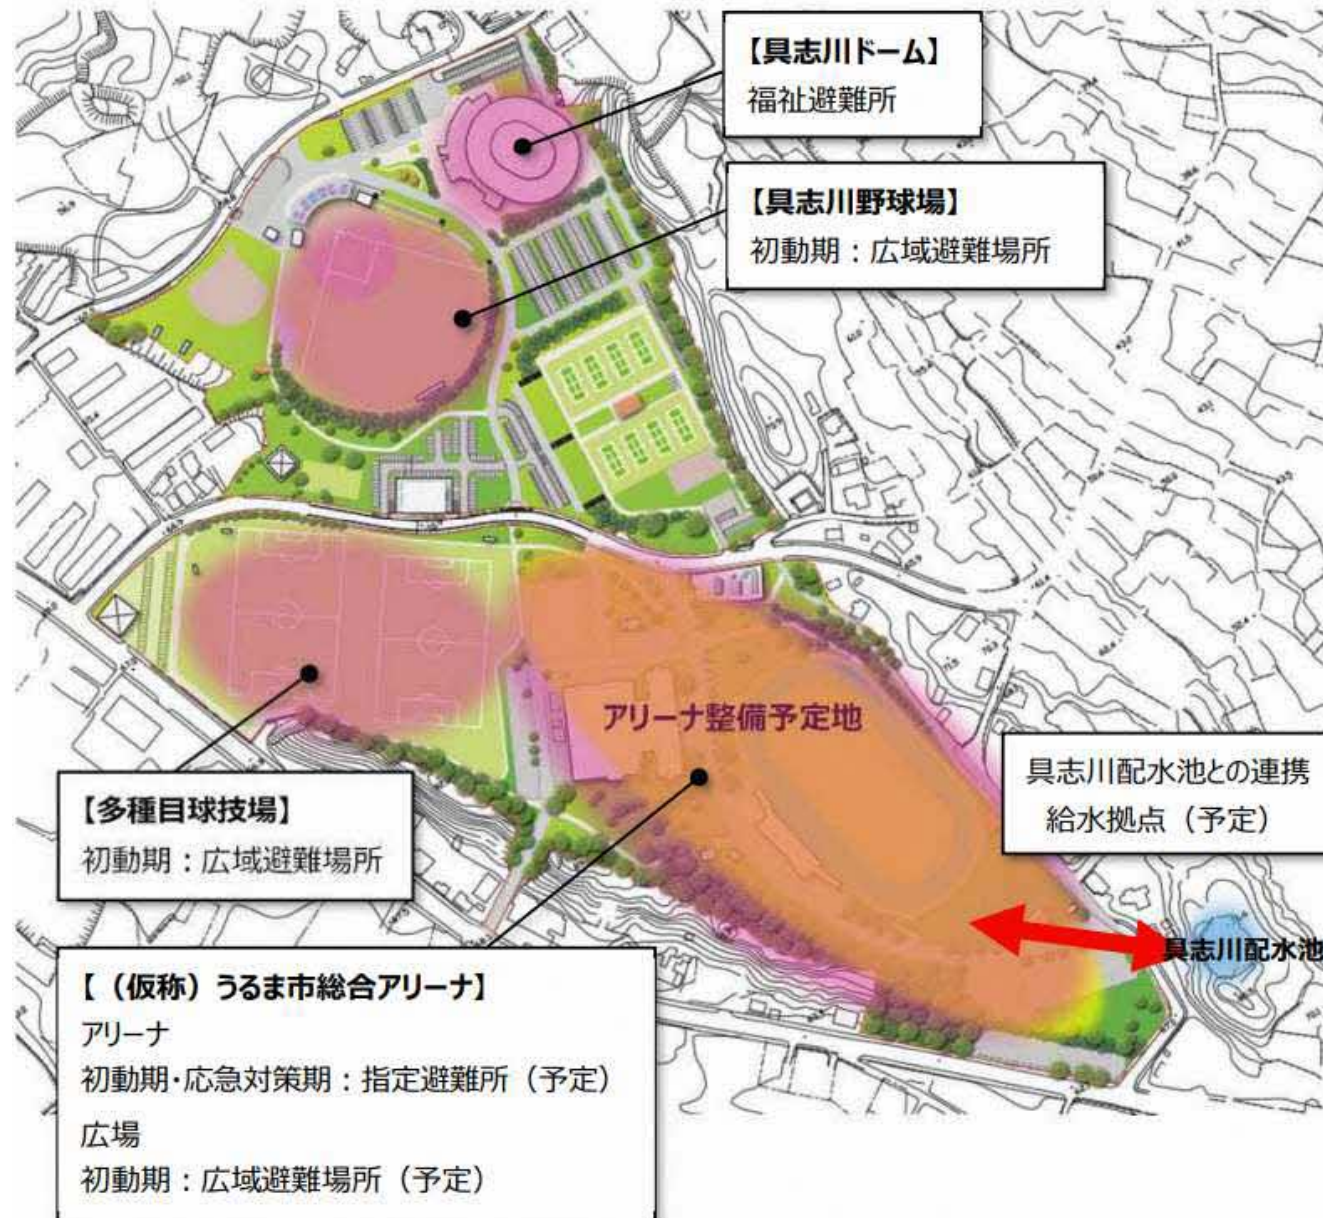 【具志川ドーム】
福祉避難所
【具志川野球場】
初動期：広域避難場所
アリーナ整備予定地
具志川配水池との連携
給水拠点（予定）
【多種目球技場】
初動期：広域避難場所
具志川配水池
【（仮称）うるま市総合アリーナ】
アリーナ
初動期・応急対策期：指定避難所（予定）
広場
初動期：広域避難場所（予定）